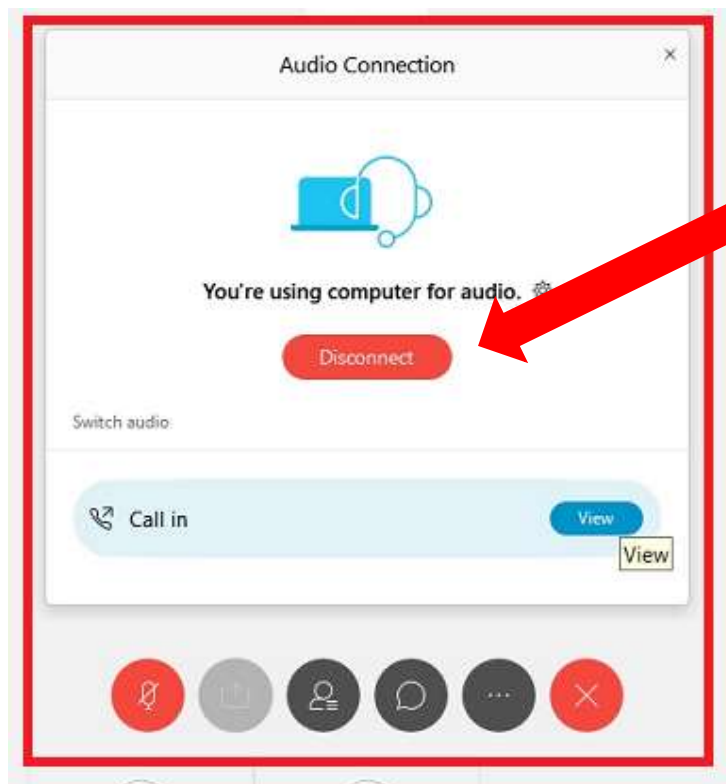 Audio Connection
You're using computer for audio.
Disconnect
Switch audio
Call in
View
View